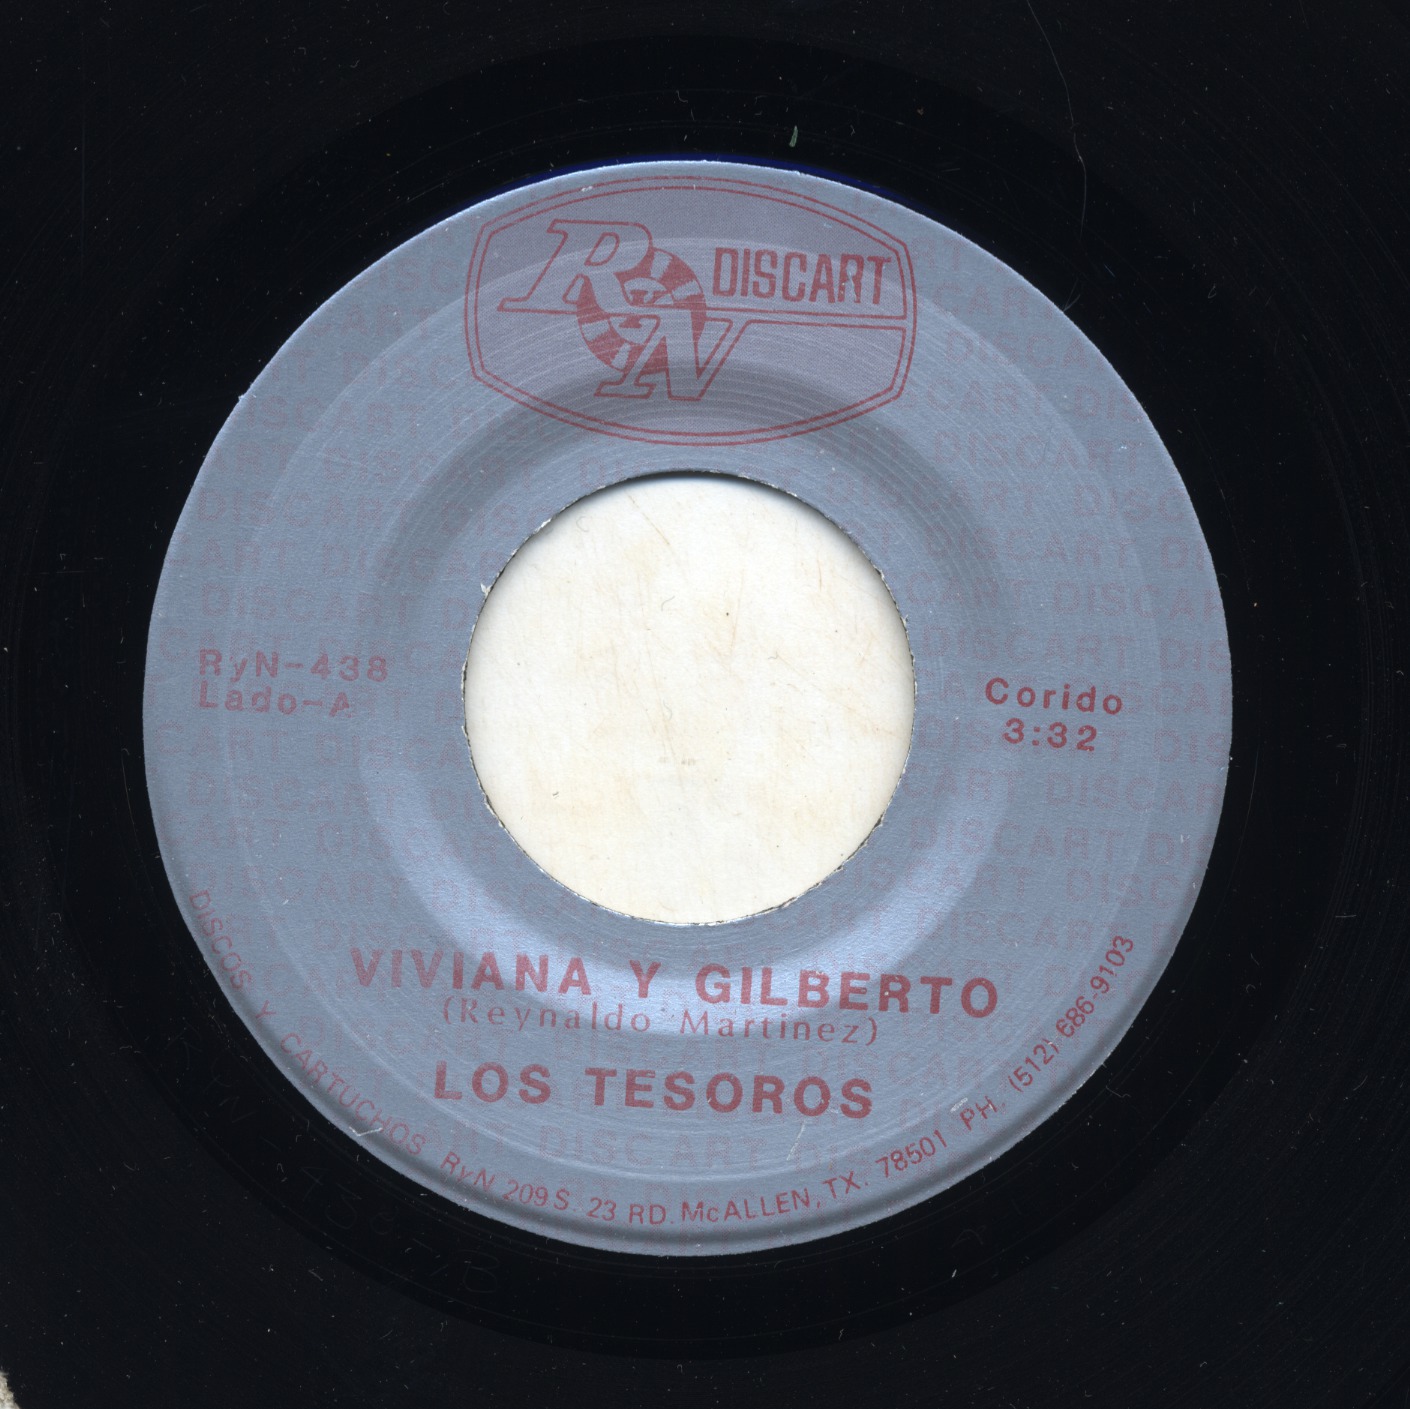 RyN DISCART
RyN-438
Lado-A
Corido
3:32
VIVIANA Y GILBERTO
(Reynaldo Martinez)
LOS TESOROS
DISCOS Y CARTUCHOS RyN 209 S. 23 RD. McALLEN, TX. 78501 PH. (512) 686-9103